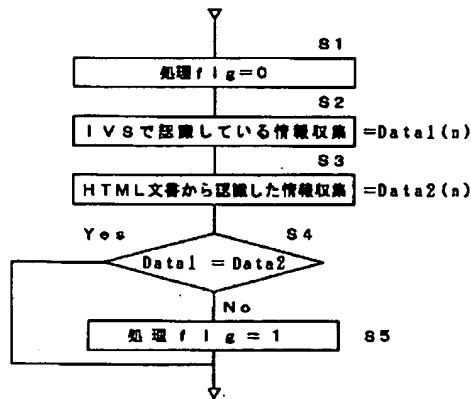 S1
処理flg=0
S2
IVSで認識している情報収集 =Data1(n)
S3
HTML文書から認識した情報収集 =Data2(n)
Yes S4
Data1 =Data2
No
処理flg=1 S5